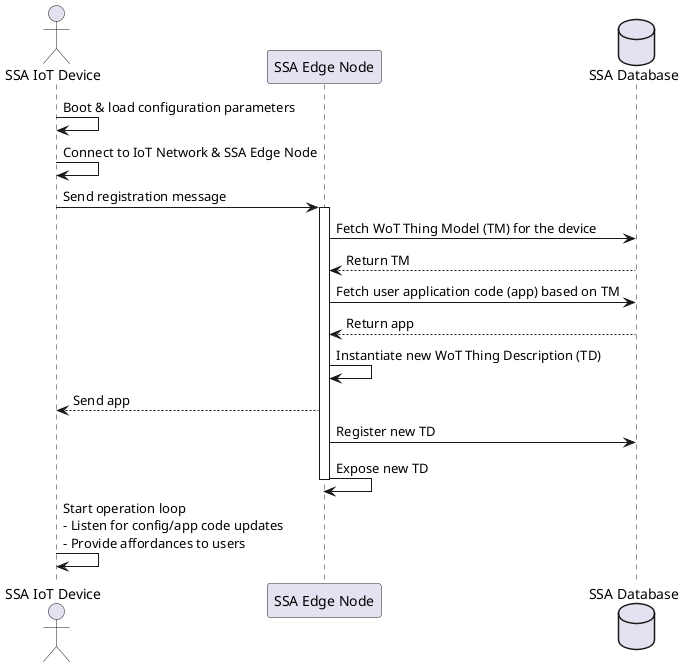 SSA IoT Device
SSA Edge Node
SSA Database
Boot & load configuration parameters
Connect to IoT Network & SSA Edge Node
Send registration message
Fetch WoT Thing Model (TM) for the device
Return TM
Fetch user application code (app) based on TM
Return app
Instantiate new WoT Thing Description (TD)
Send app
Register new TD
Expose new TD
Start operation loop
- Listen for config/app code updates
- Provide affordances to users
SSA IoT Device
SSA Edge Node
SSA Database